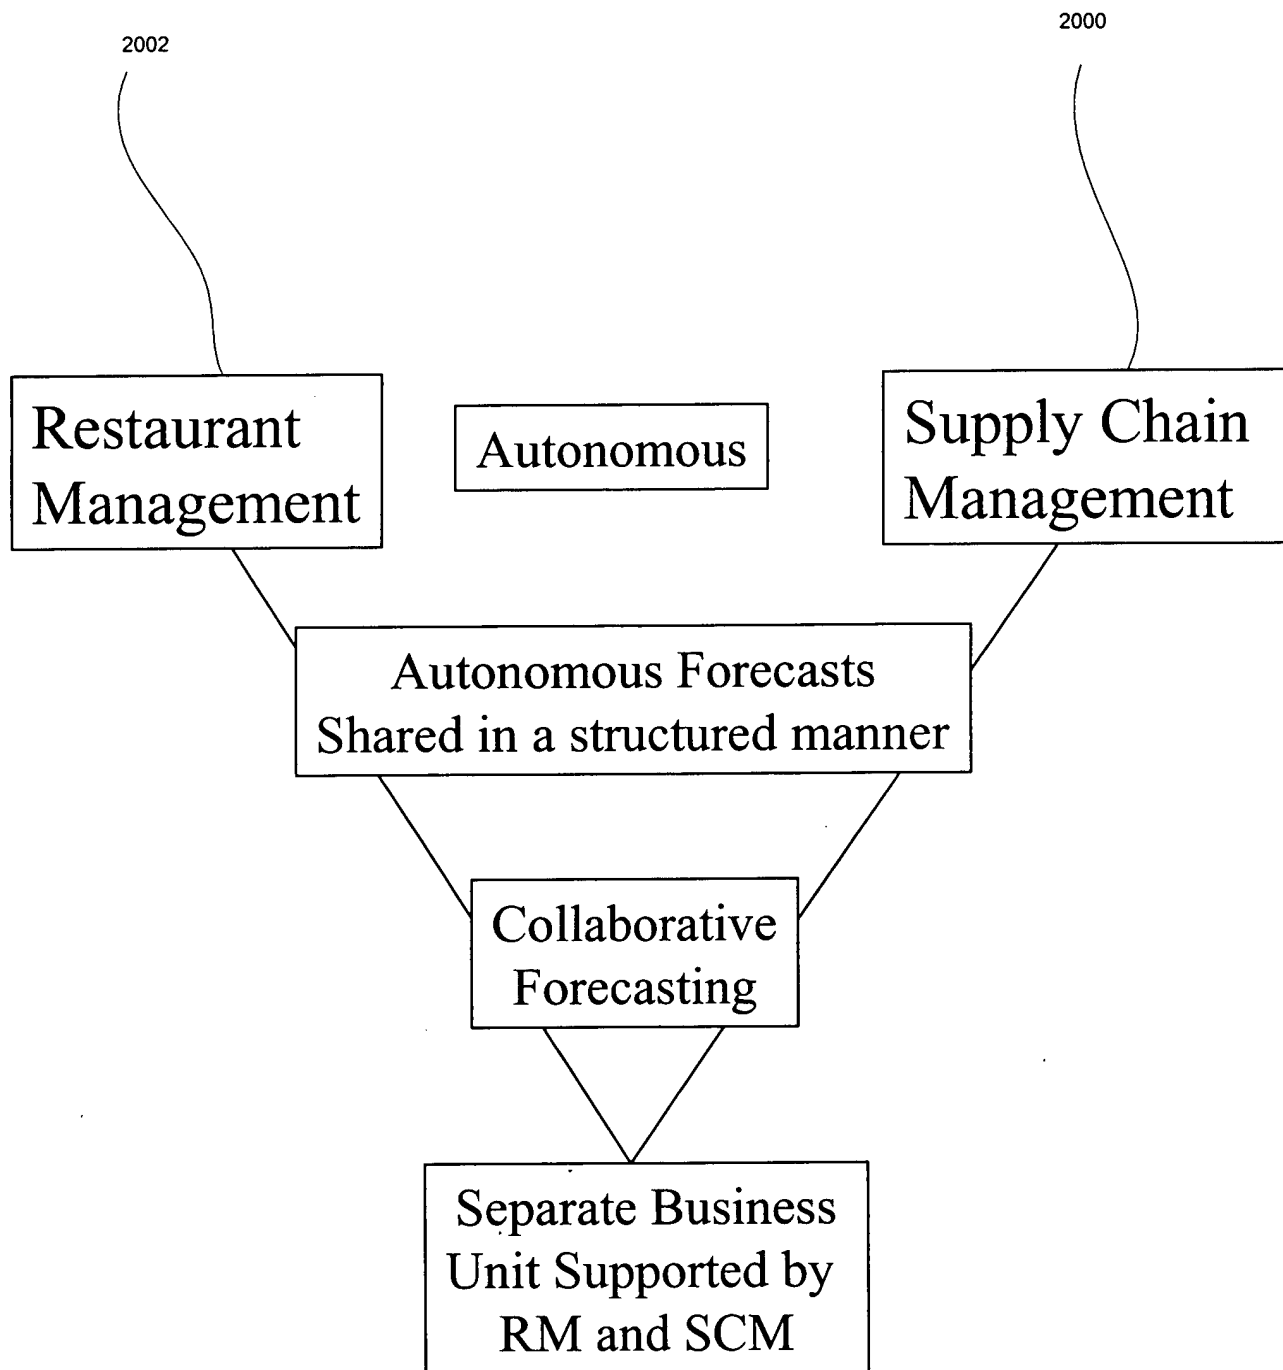 2002
2000
Restaurant
Management
Autonomous
Supply Chain
Management
Autonomous Forecasts
Shared in a structured manner
Collaborative
Forecasting
Separate Business
Unit Supported by
RM and SCM